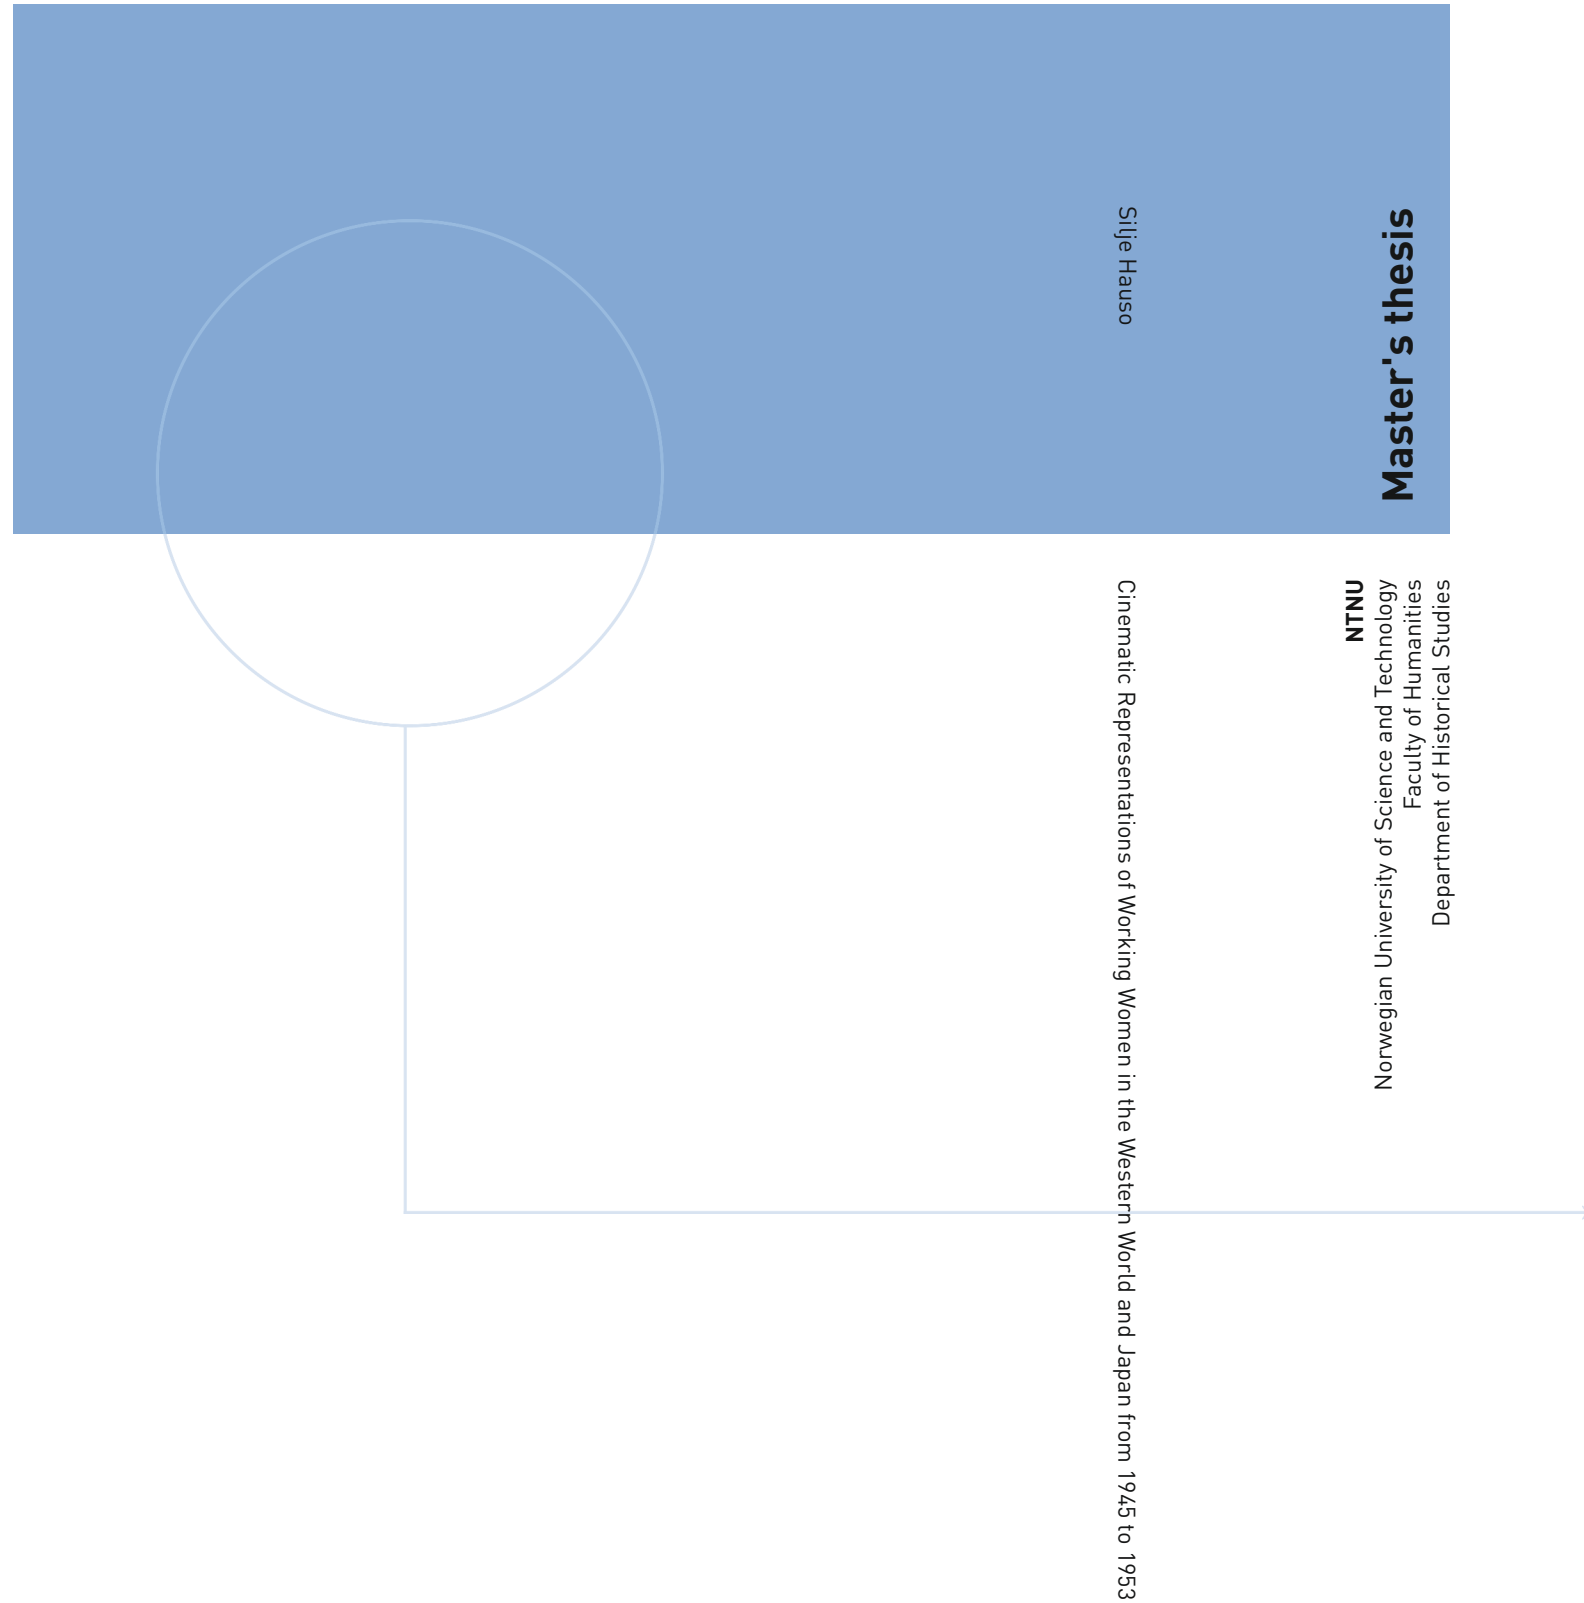 Silje Hauso
Cinematic Representations of Working Women in the Western World and Japan from 1945 to 1953
Master's thesis
NTNU
Norwegian University of Science and Technology
Faculty of Humanities
Department of Historical Studies